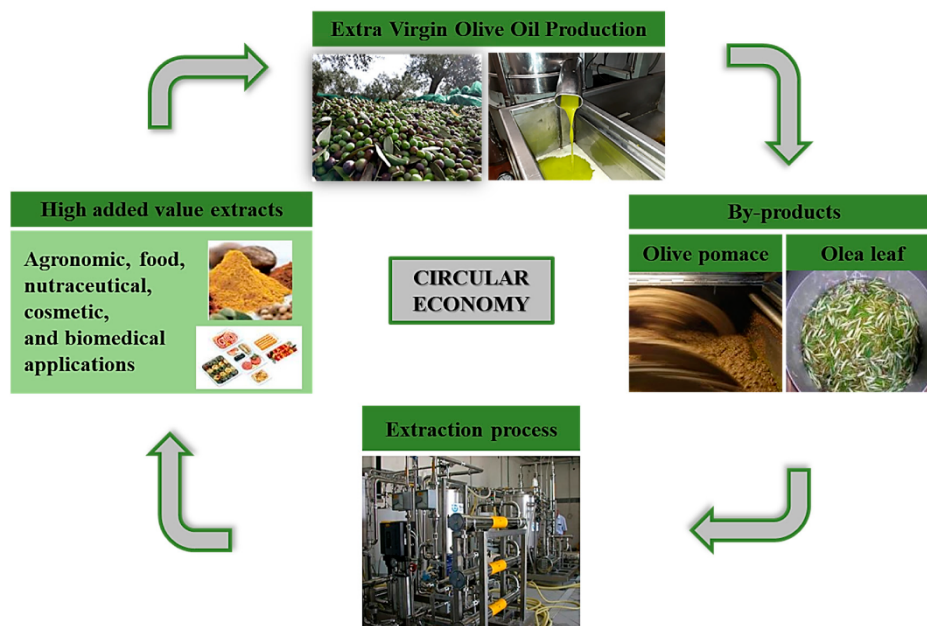 Extra Virgin Olive Oil Production
High added value extracts
Agronomic, food,
nutraceutical,
cosmetic,
and biomedical
applications
CIRCULAR
ECONOMY
By-products
Olive pomace
Olea leaf
Extraction process